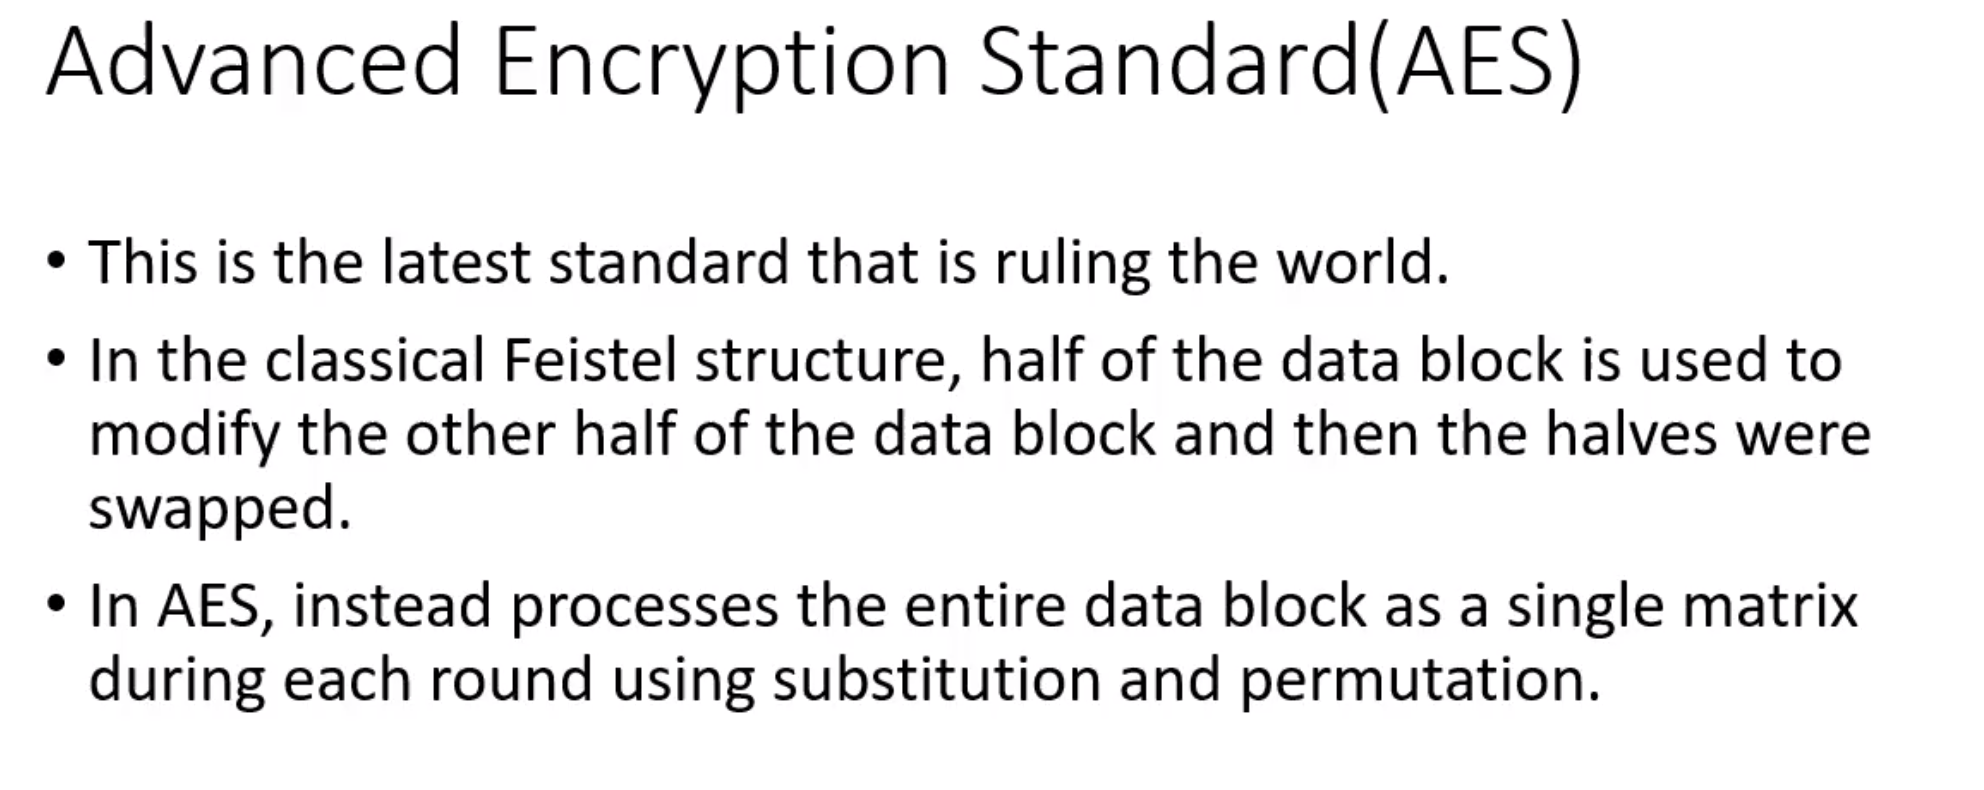 Advanced Encryption Standard(AES)
• This is the latest standard that is ruling the world.
• In the classical Feistel structure, half of the data block is used to
modify the other half of the data block and then the halves were
swapped.
• In AES, instead processes the entire data block as a single matrix
during each round using substitution and permutation.